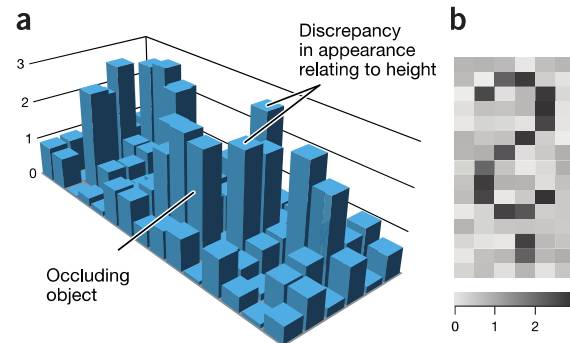 a
b
Discrepancy
in appearance
relating to height
3
2
1
0
Occluding
object
0 1 2